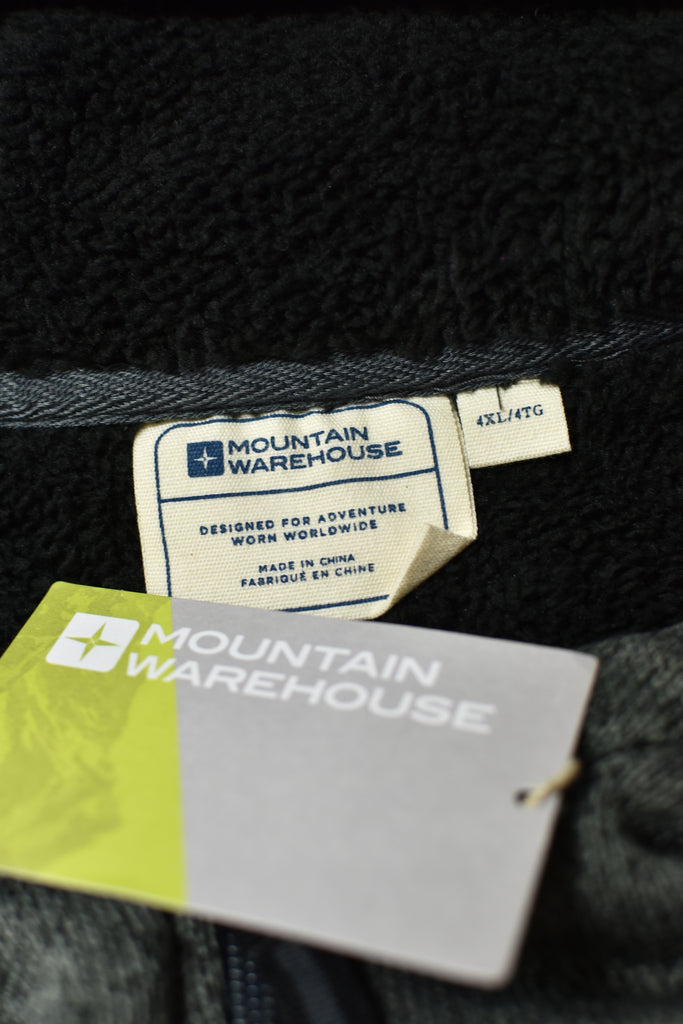 4XL/4TG
MOUNTAIN
WAREHOUSE
DESIGNED FOR ADVENTURE
WORN WORLDWIDE
MADE IN CHINA
FABRIQUÉ EN CHINE
MOUNTAIN
WAREHOUSE